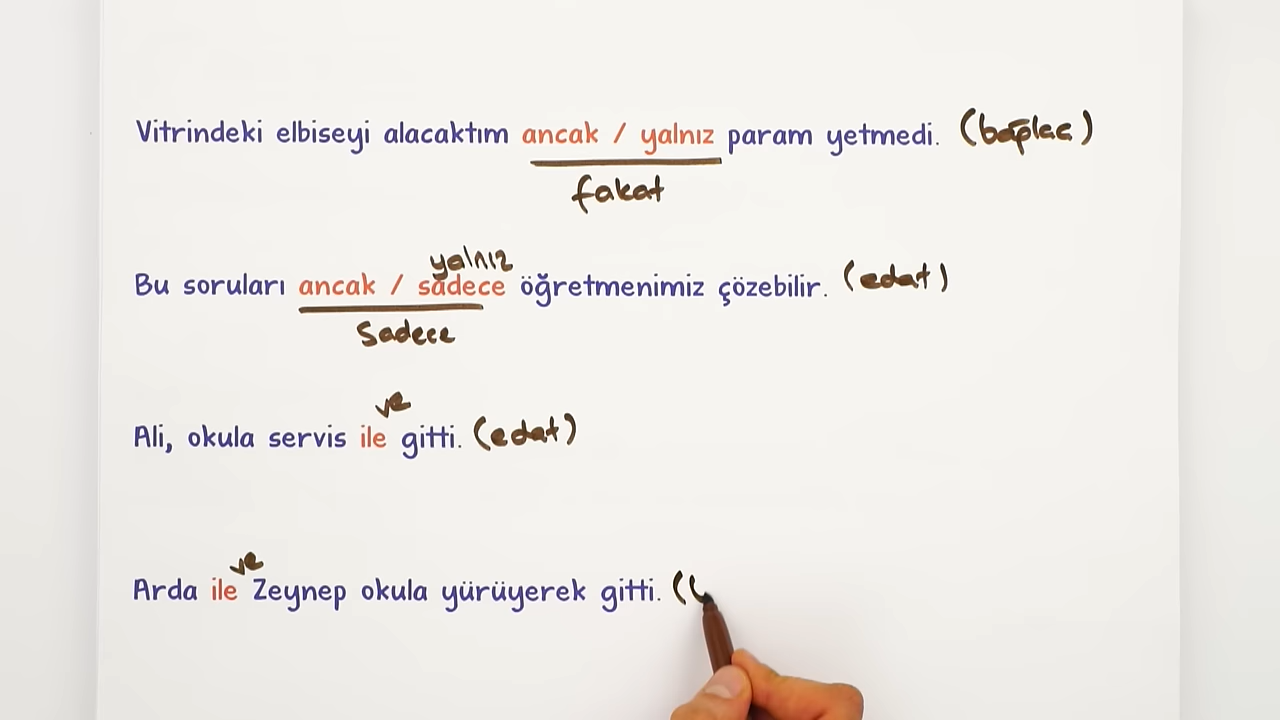 Vitrindeki elbiseyi alacaktım ancak / yalnız param yetmedi. (bağlaç)
fakat
yalnız
Bu soruları ancak / sadece öğretmenimiz çözebilir. (edat)
Sadece
ve
Ali, okula servis ile gitti. (edat)
ve
Arda ile Zeynep okula yürüyerek gitti. (